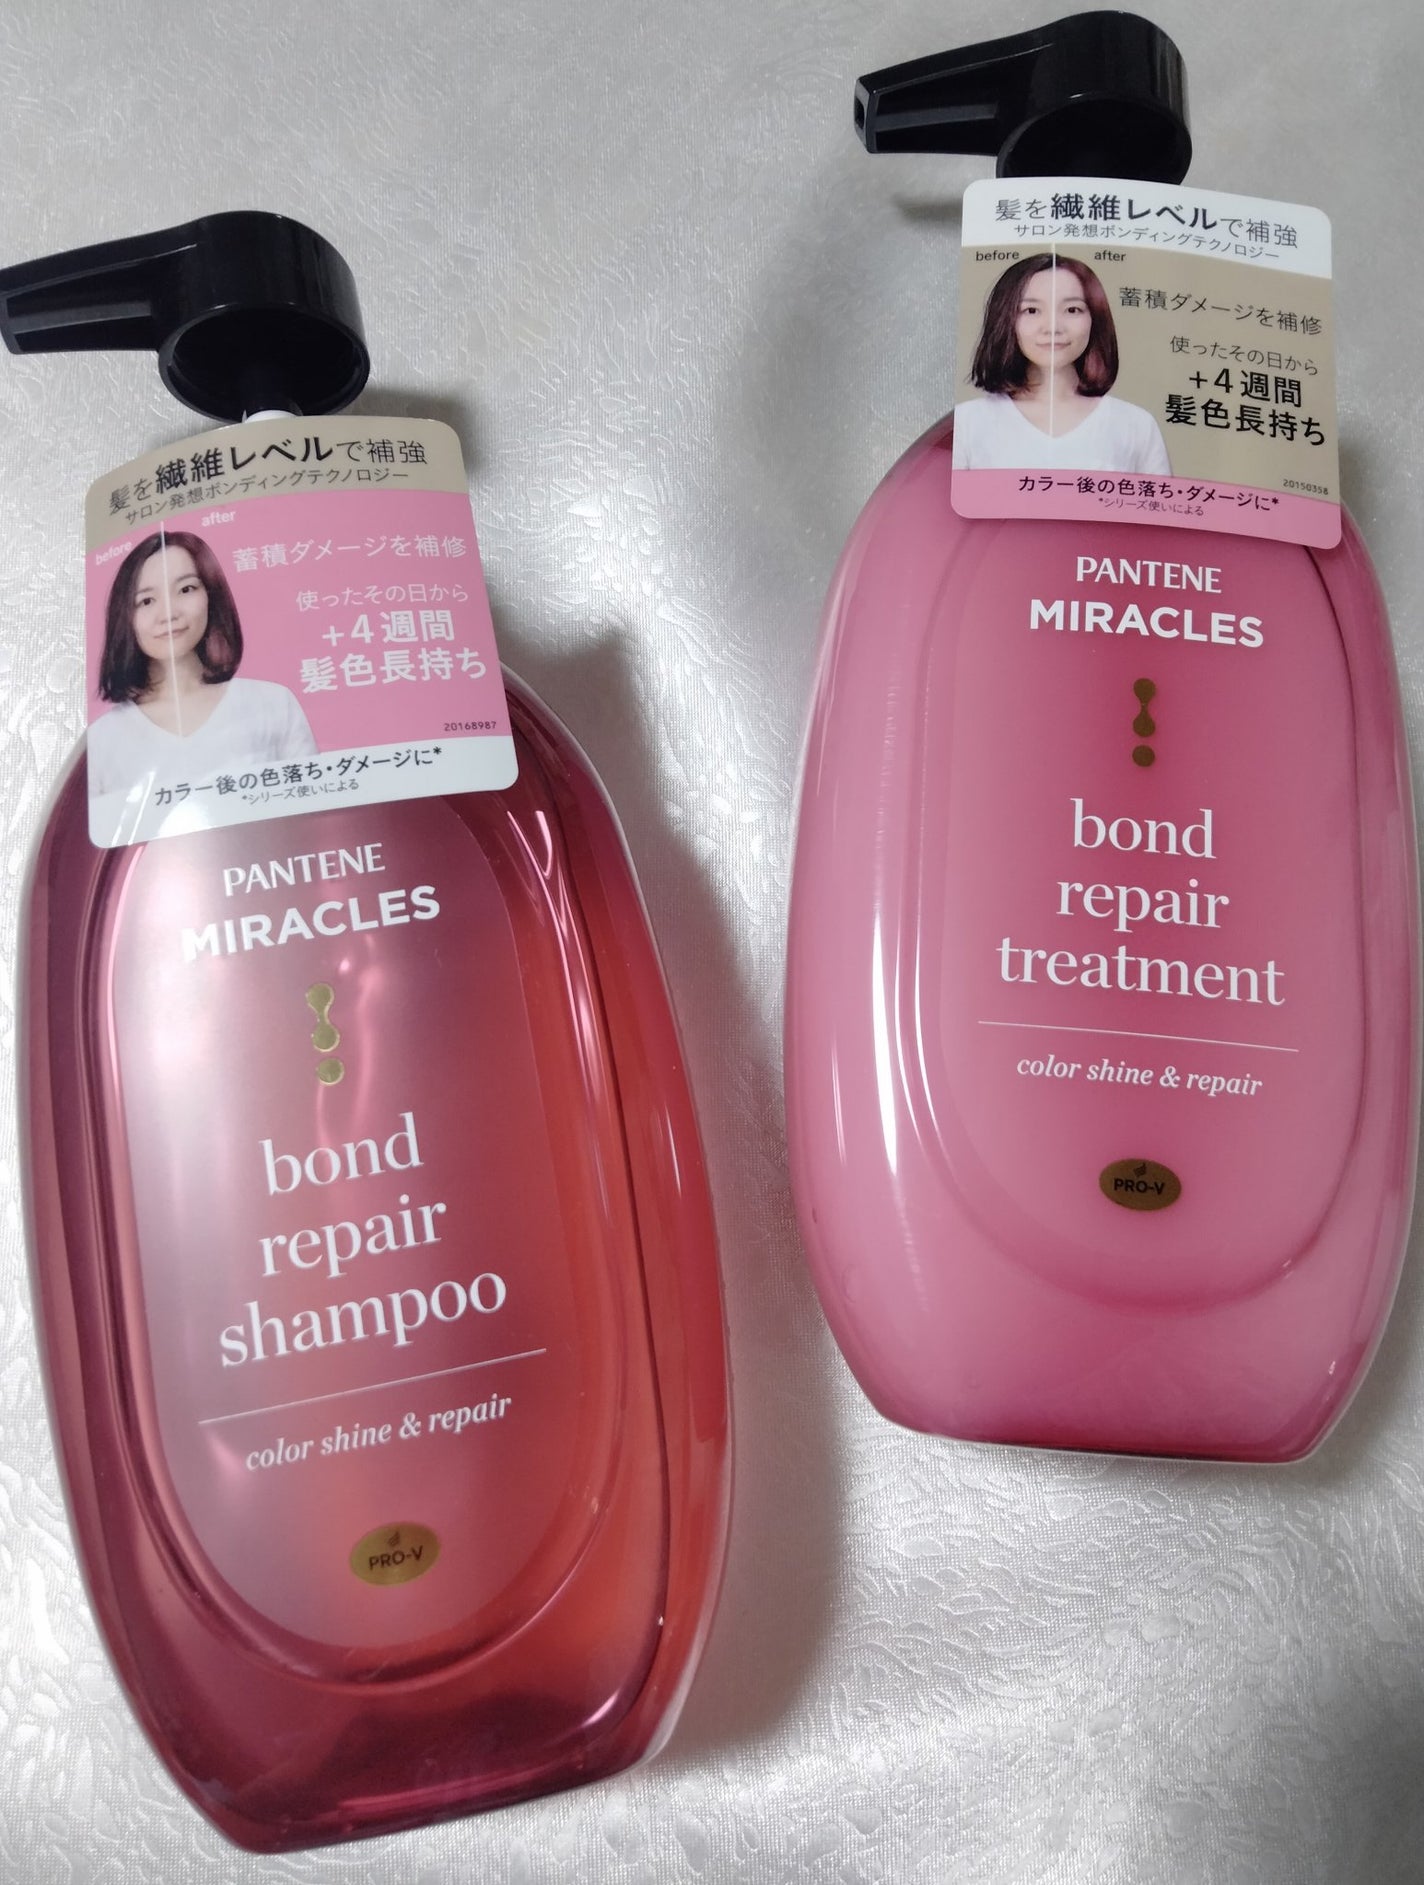 髪を繊維レベルで補強
サロン発想ボンディングテクノロジー
before
after
蓄積ダメージを補修
使ったその日から
+4週間
髪色長持ち
20168987
カラー後の色落ち・ダメージに*
*シリーズ使いによる
PANTENE
MIRACLES
bond
repair
shampoo
color shine & repair
PRO-V
髪を繊維レベルで補強
サロン発想ボンディングテクノロジー
before
after
蓄積ダメージを補修
使ったその日から
+4週間
髪色長持ち
20150358
カラー後の色落ち・ダメージに*
*シリーズ使いによる
PANTENE
MIRACLES
bond
repair
treatment
color shine & repair
PRO-V